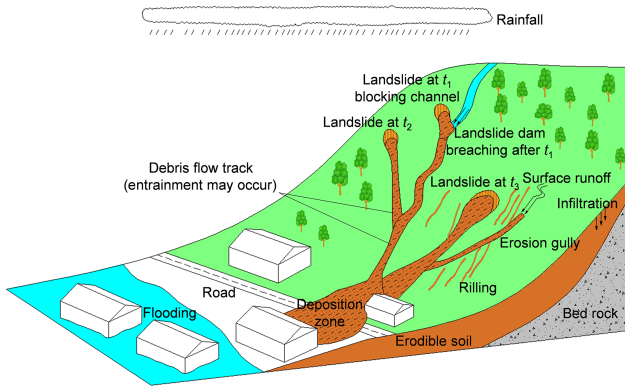 Rainfall
Landslide at t1
blocking channel
Landslide at t2
Landslide dam
breaching after t1
Debris flow track
(entrainment may occur)
Landslide at t3
Surface runoff
Infiltration
Erosion gully
Rilling
Road
Flooding
Deposition
zone
Bed rock
Erodible soil